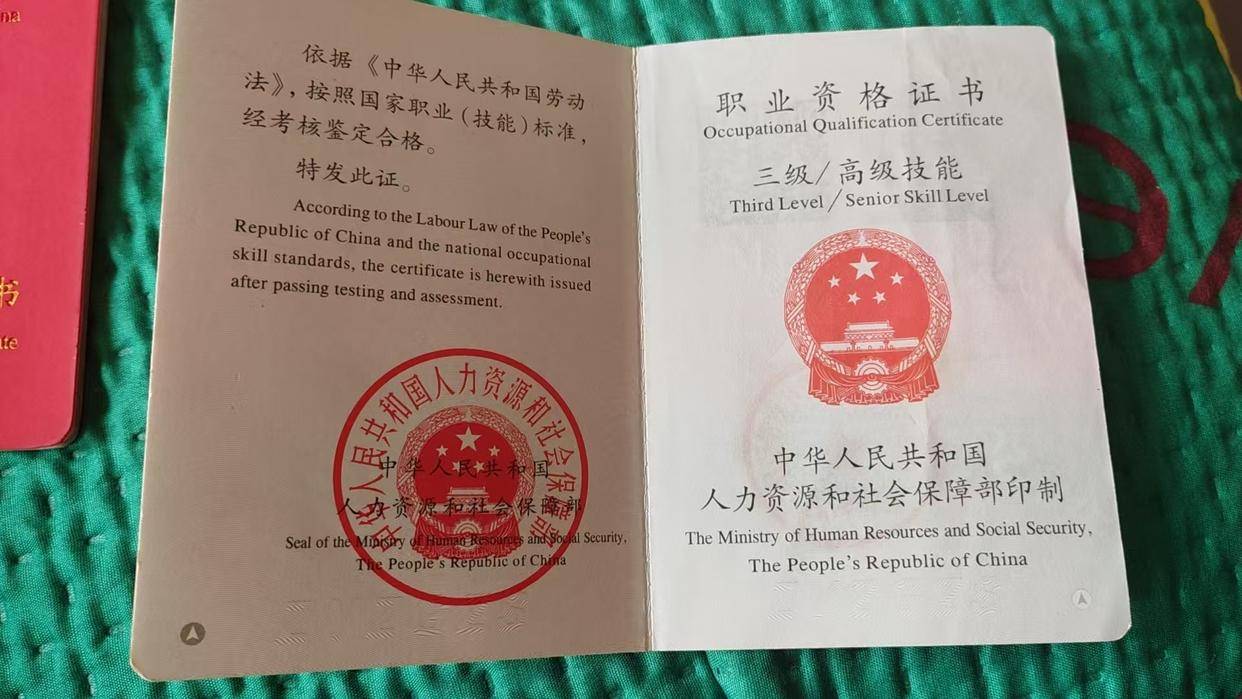 na
书
te
依据《中华人民共和国劳动
法》，按照国家职业（技能）标准，
经考核鉴定合格。
特发此证。
According to the Labour Law of the People's
Republic of China and the national occupational
skill standards, the certificate is herewith issued
after passing testing and assessment.
中华人民共和国人力资源和社会保障部
中华人民共和国
人力资源和社会保障部
Seal of the Ministry of Human Resources and Social Security,
The People's Republic of China
职业资格证书
Occupational Qualification Certificate
三级/高级技能
Third Level/Senior Skill Level
中华人民共和国
人力资源和社会保障部印制
The Ministry of Human Resources and Social Security,
The People's Republic of China